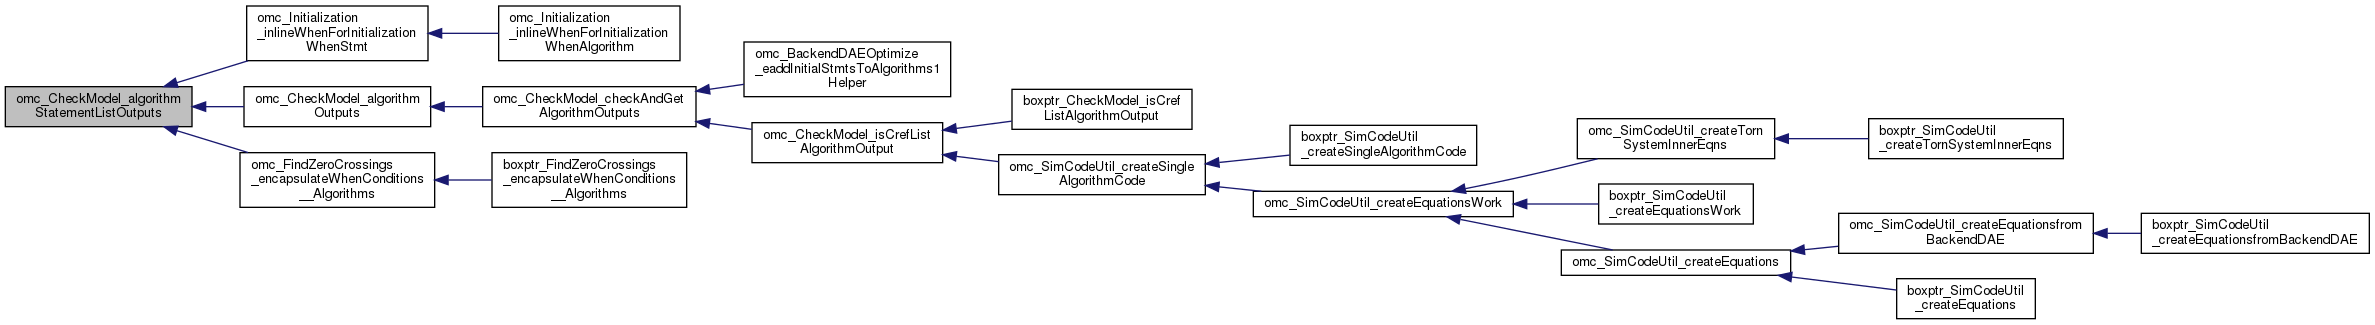 omc_CheckModel_algorithm
StatementListOutputs
omc_Initialization
_inlineWhenForInitialization
WhenStmt
omc_Initialization
_inlineWhenForInitialization
WhenAlgorithm
omc_CheckModel_algorithm
Outputs
omc_CheckModel_checkAndGet
AlgorithmOutputs
omc_BackendDAEOptimize
_eaddInitialStmtsToAlgorithms1
Helper
omc_CheckModel_isCrefList
AlgorithmOutput
boxptr_CheckModel_isCref
ListAlgorithmOutput
omc_SimCodeUtil_createSingle
AlgorithmCode
boxptr_SimCodeUtil
_createSingleAlgorithmCode
omc_SimCodeUtil_createEquationsWork
omc_SimCodeUtil_createTorn
SystemInnerEqns
boxptr_SimCodeUtil
_createTornSystemInnerEqns
boxptr_SimCodeUtil
_createEquationsWork
omc_SimCodeUtil_createEquations
omc_SimCodeUtil_createEquationsfrom
BackendDAE
boxptr_SimCodeUtil
_createEquationsfromBackendDAE
boxptr_SimCodeUtil
_createEquations
omc_FindZeroCrossings
_encapsulateWhenConditions
__Algorithms
boxptr_FindZeroCrossings
_encapsulateWhenConditions
__Algorithms